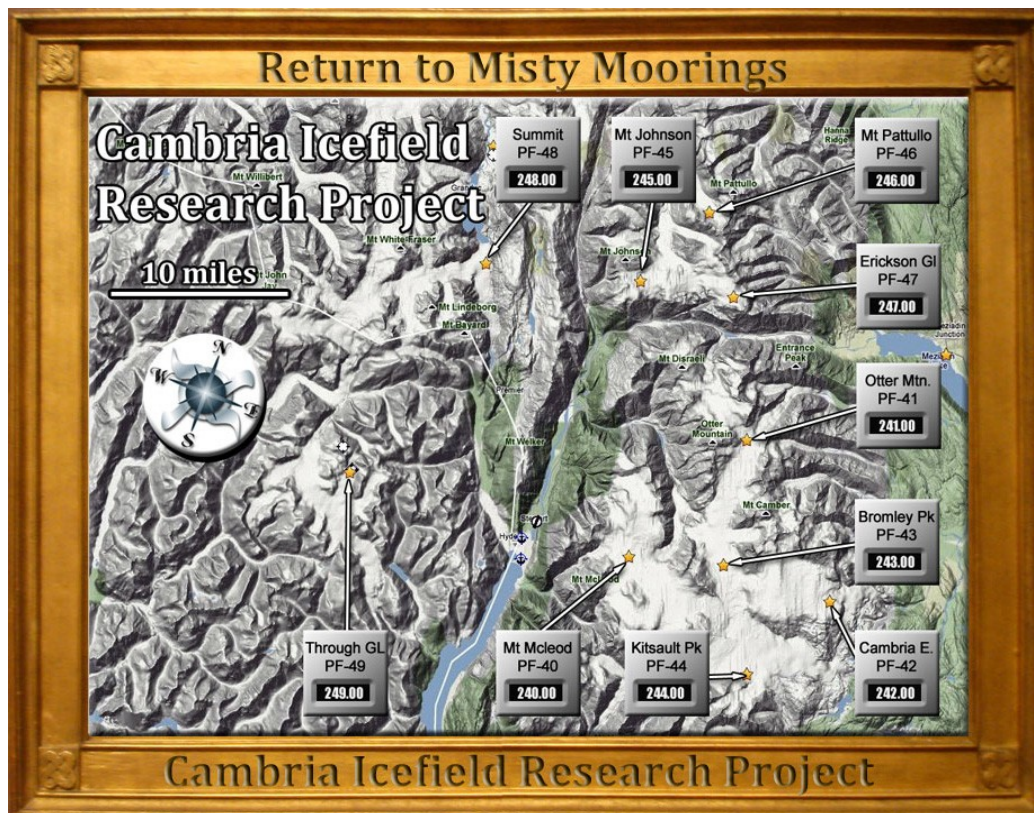 Return to Misty Moorings
Cambria Icefield
Research Project
10 miles
Summit
PF-48
248.00
Mt Johnson
PF-45
245.00
Mt Pattullo
PF-46
246.00
Hanna
Ridge
Mt Willibert
Mt Pattullo
Mt White Fraser
Mt Johnson
Erickson Gl
PF-47
247.00
Mt John
Jay
Mt Lindeborg
Mt Bayard
Meziadin
Junction
Entrance
Peak
Mt Disraeli
N
W
E
S
Premier
Otter Mtn.
PF-41
241.00
Otter
Mountain
Mt Welker
Mt Camber
Bromley Pk
PF-43
243.00
Mt McLeod
Through GL
PF-49
249.00
Mt Mcleod
PF-40
240.00
Kitsault Pk
PF-44
244.00
Cambria E.
PF-42
242.00
Cambria Icefield Research Project